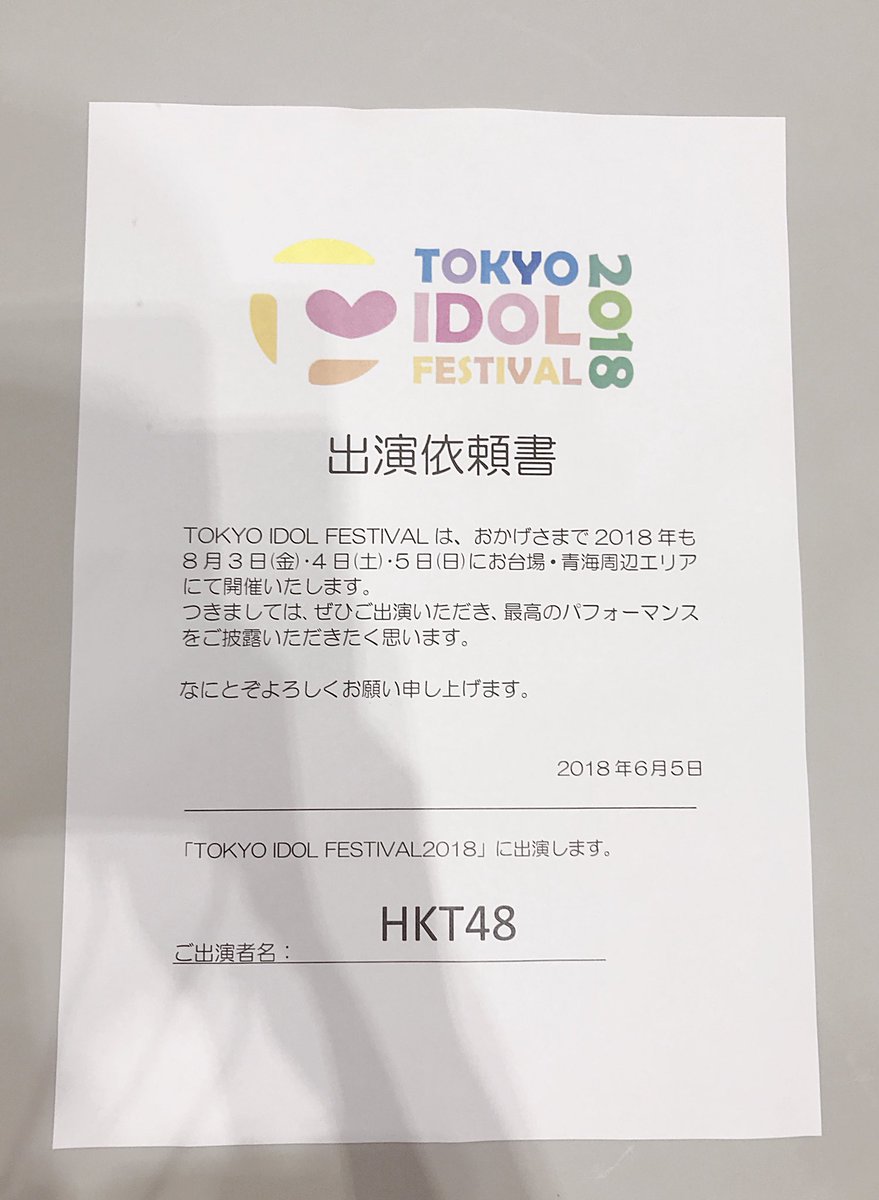 TOKYO
IDOL
FESTIVAL
2018
出演依頼書
TOKYO IDOL FESTIVAL は、おかげさまで 2018 年も
8 月 3 日(金)・4 日(土)・5 日(日)にお台場・青海周辺エリア
にて開催いたします。
つきましては、ぜひご出演いただき、最高のパフォーマンス
をご披露いただきたく思います。
なにとぞよろしくお願い申し上げます。
2018 年6月5日
「TOKYO IDOL FESTIVAL2018」に出演します。
HKT48
ご出演者名：